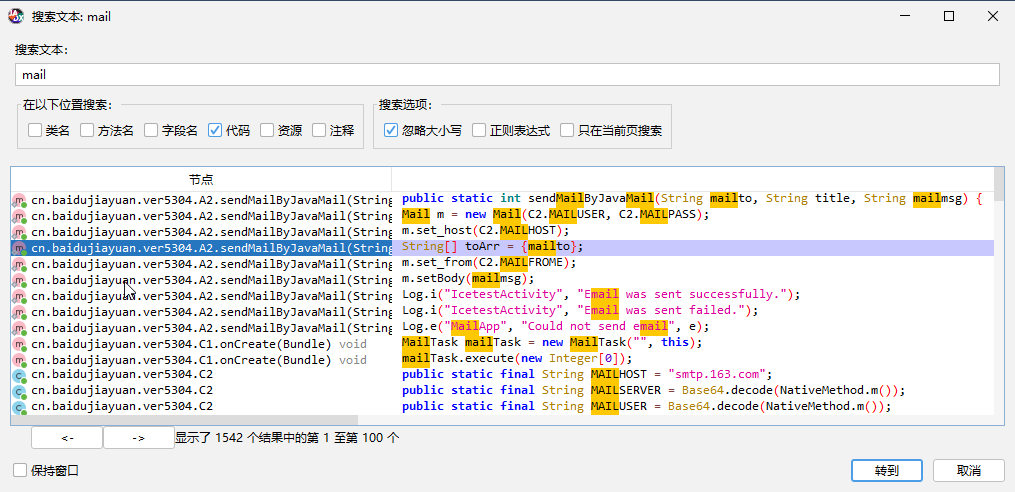 搜索文本: mail
搜索文本:
mail
在以下位置搜索:
类名 方法名 字段名 代码 资源 注释
搜索选项:
忽略大小写 正则表达式 只在当前页搜索
节点
cn.baidujiayuan.ver5304.A2.sendMailByJavaMail(String public static int sendMailByJavaMail(String mailto, String title, String mailmsg) {
cn.baidujiayuan.ver5304.A2.sendMailByJavaMail(String Mail m = new Mail(C2.MAILUSER, C2.MAILPASS);
cn.baidujiayuan.ver5304.A2.sendMailByJavaMail(String m.set_host(C2.MAILHOST);
cn.baidujiayuan.ver5304.A2.sendMailByJavaMail(String String[] toArr = {mailto};
cn.baidujiayuan.ver5304.A2.sendMailByJavaMail(String m.set_from(C2.MAILFROME);
cn.baidujiayuan.ver5304.A2.sendMailByJavaMail(String m.setBody(mailmsg);
cn.baidujiayuan.ver5304.A2.sendMailByJavaMail(String Log.i("IcetestActivity", "Email was sent successfully.");
cn.baidujiayuan.ver5304.A2.sendMailByJavaMail(String Log.i("IcetestActivity", "Email was sent failed.");
cn.baidujiayuan.ver5304.A2.sendMailByJavaMail(String Log.e("MailApp", "Could not send email", e);
cn.baidujiayuan.ver5304.C1.onCreate(Bundle) void MailTask mailTask = new MailTask("", this);
cn.baidujiayuan.ver5304.C1.onCreate(Bundle) void mailTask.execute(new Integer[0]);
cn.baidujiayuan.ver5304.C2 public static final String MAILHOST = "smtp.163.com";
cn.baidujiayuan.ver5304.C2 public static final String MAILSERVER = Base64.decode(NativeMethod.m());
cn.baidujiayuan.ver5304.C2 public static final String MAILUSER = Base64.decode(NativeMethod.m());
<- -> 显示了 1542 个结果中的第 1 至第 100 个
保持窗口 转到 取消